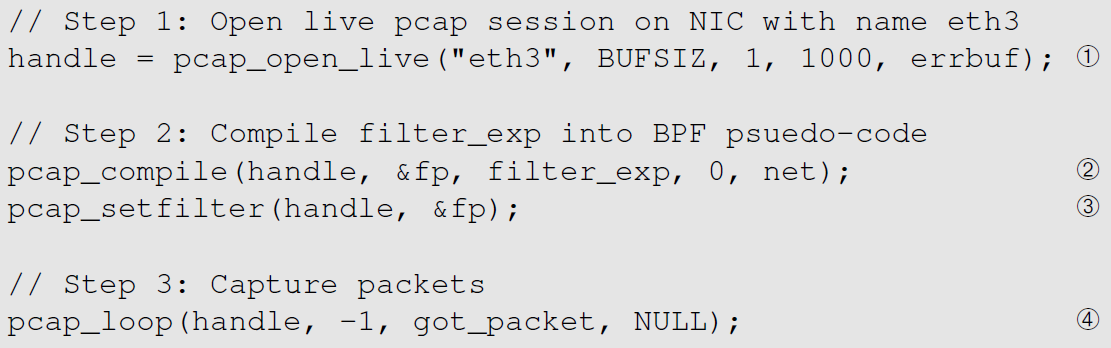 // Step 1: Open live pcap session on NIC with name eth3
handle = pcap_open_live("eth3", BUFSIZ, 1, 1000, errbuf); ①
// Step 2: Compile filter_exp into BPF psuedo-code
pcap_compile(handle, &fp, filter_exp, 0, net); ②
pcap_setfilter(handle, &fp); ③
// Step 3: Capture packets
pcap_loop(handle, -1, got_packet, NULL); ④